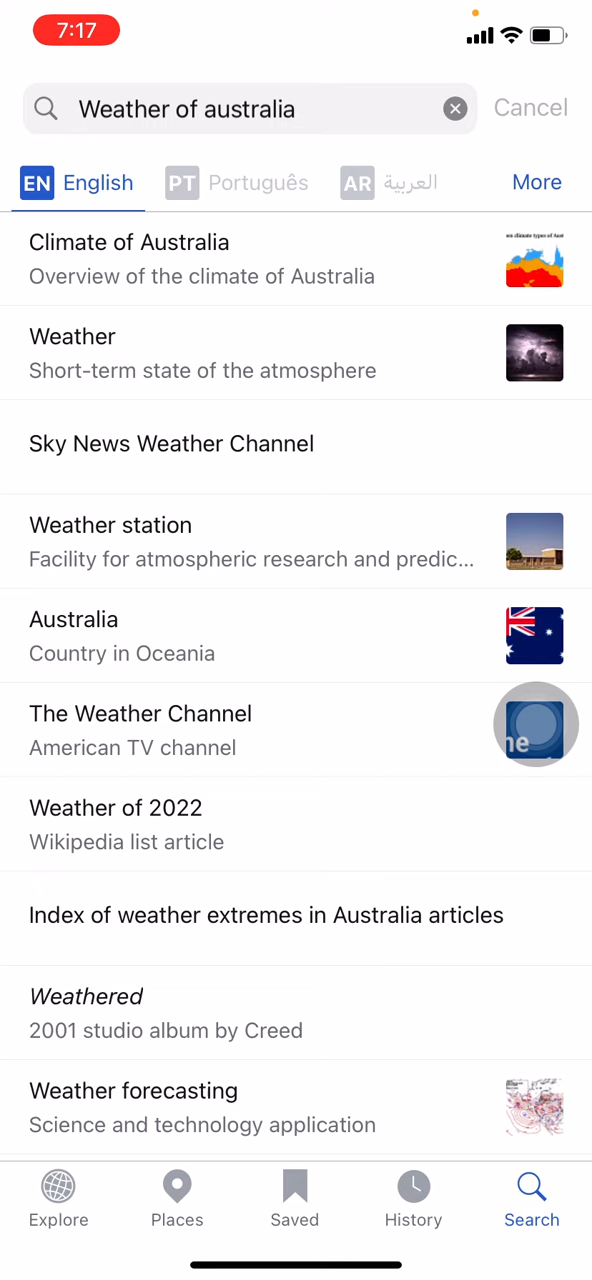 7:17
Weather of australia
Cancel
EN English
PT Português
AR العربية
More
Climate of Australia
Overview of the climate of Australia
Weather
Short-term state of the atmosphere
Sky News Weather Channel
Weather station
Facility for atmospheric research and predic...
Australia
Country in Oceania
The Weather Channel
American TV channel
he
Weather of 2022
Wikipedia list article
Index of weather extremes in Australia articles
Weathered
2001 studio album by Creed
Weather forecasting
Science and technology application
Explore
Places
Saved
History
Search